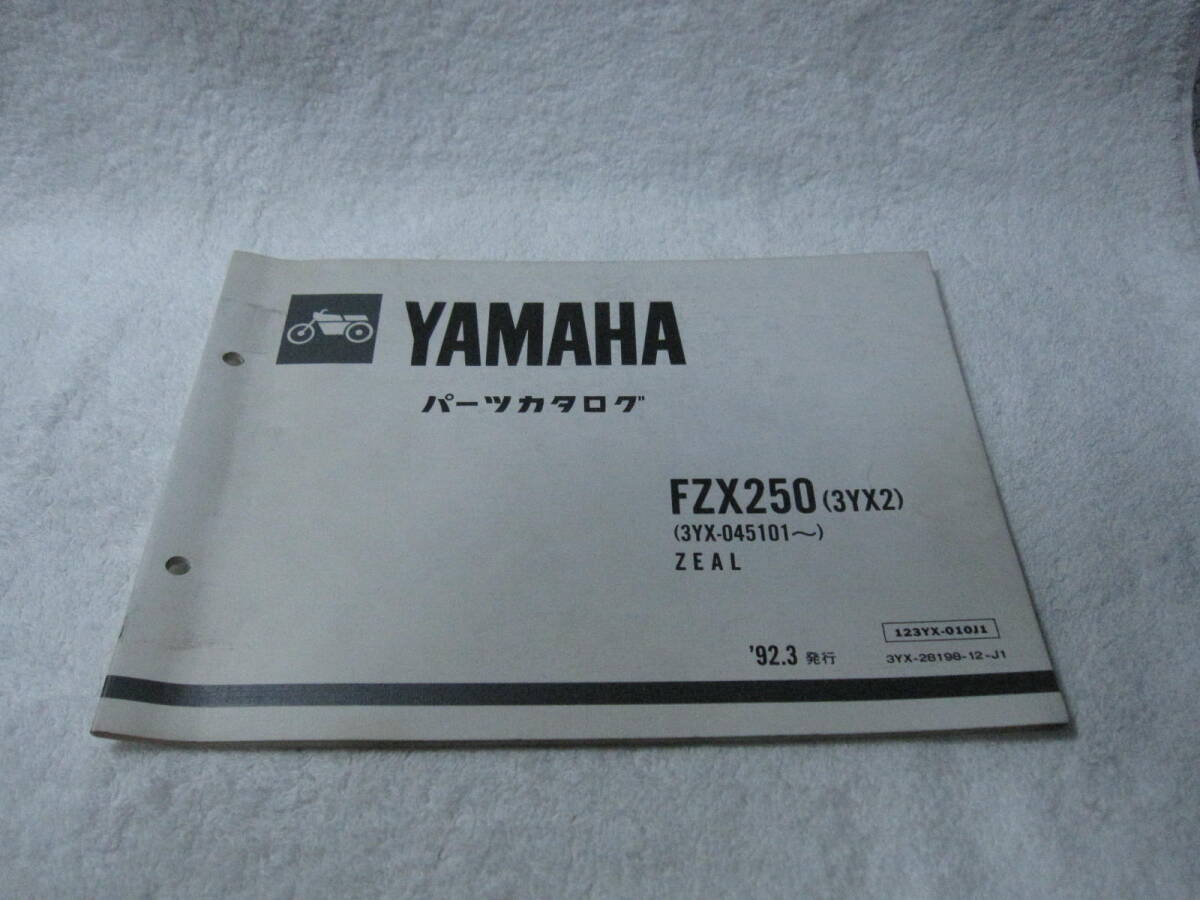 YAMAHA
パーツカタログ
FZX250 (3YX2)
(3YX-045101〜)
ZEAL
'92.3 発行
123YX-010J1
3YX-28198-12-J1